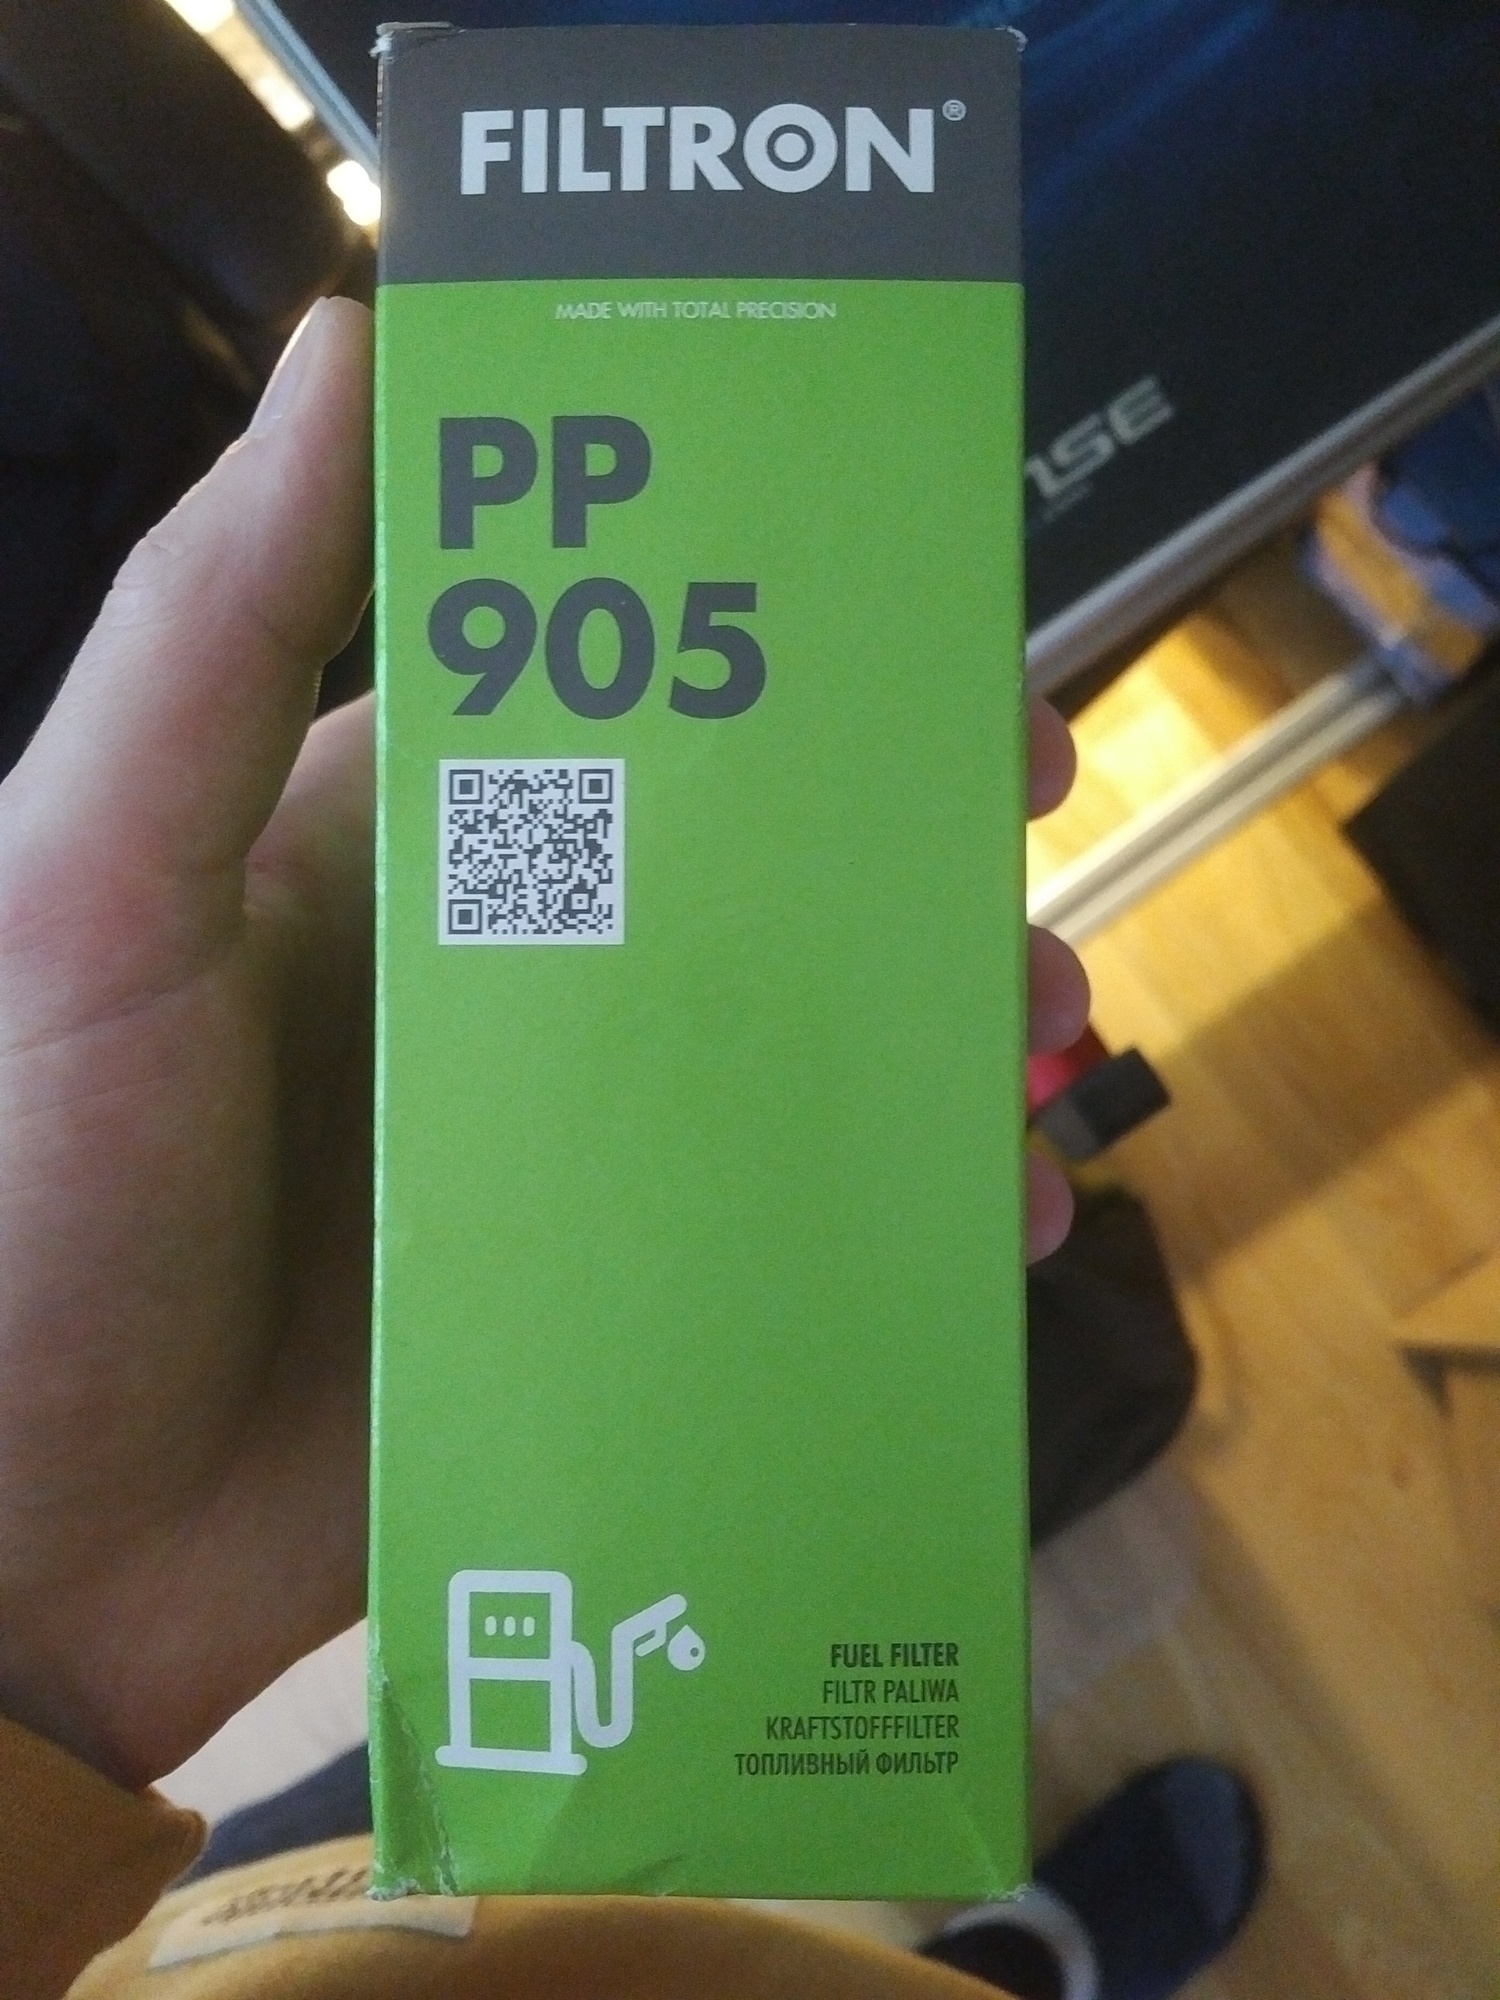 FILTRON®
MADE WITH TOTAL PRECISION
PP
905
FUEL FILTER
FILTR PALIWA
KRAFTSTOFFFILTER
ТОПЛИВНЫЙ ФИЛЬТР